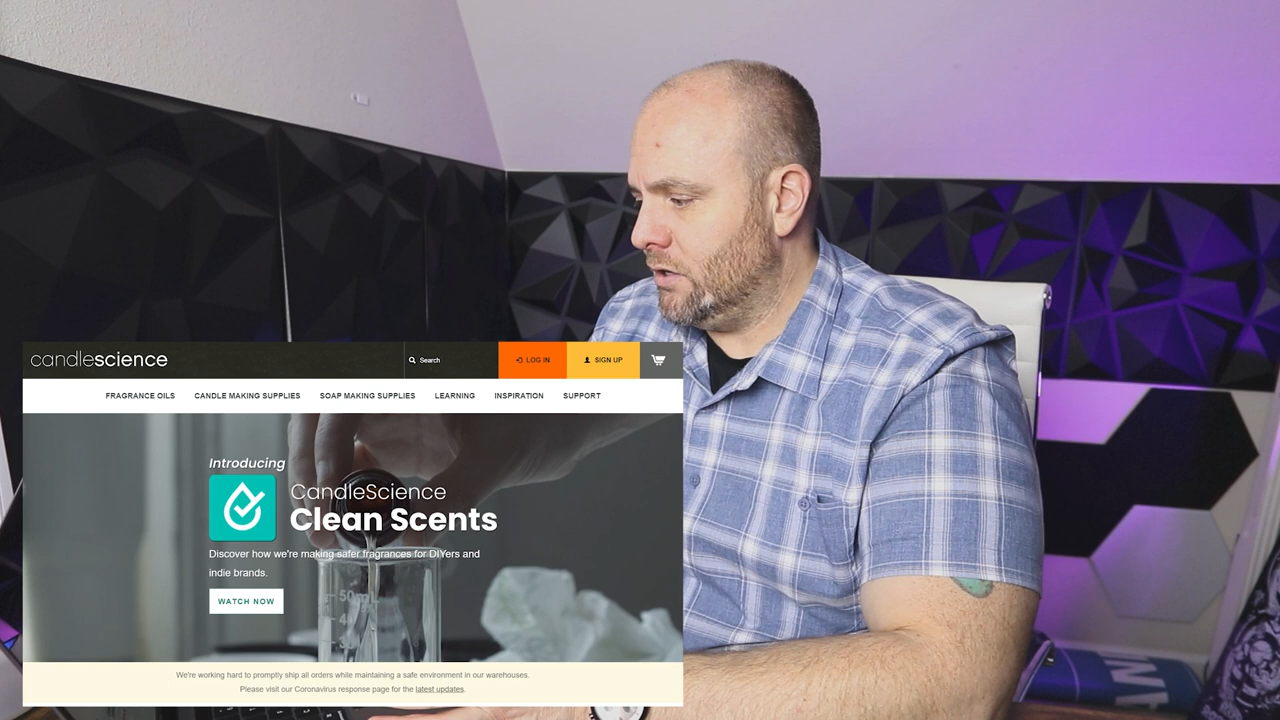 candlescience
Search
LOG IN
SIGN UP
FRAGRANCE OILS
CANDLE MAKING SUPPLIES
SOAP MAKING SUPPLIES
LEARNING
INSPIRATION
SUPPORT
Introducing
CandleScience
Clean Scents
Discover how we're making safer fragrances for DIYers and
indie brands.
WATCH NOW
50mL
We're working hard to promptly ship all orders while maintaining a safe environment in our warehouses.
Please visit our Coronavirus response page for the latest updates.